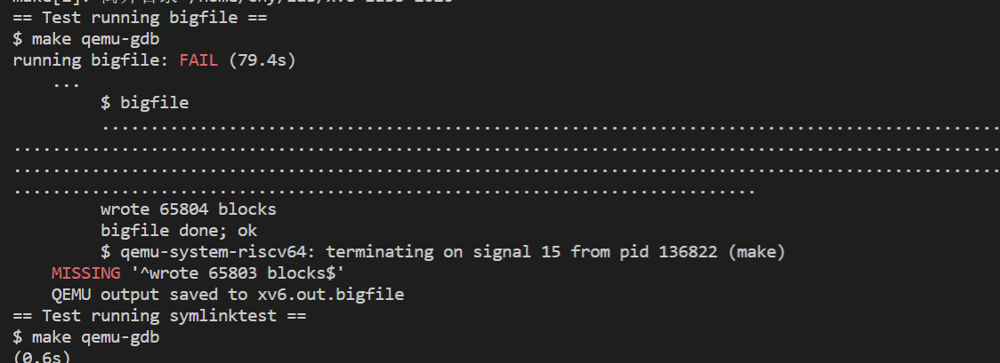 == Test running bigfile ==
$ make qemu-gdb
running bigfile: FAIL (79.4s)
...
$ bigfile
..................................................................................
..................................................................................
..................................................................................
............................................................................
wrote 65804 blocks
bigfile done; ok
$ qemu-system-riscv64: terminating on signal 15 from pid 136822 (make)
MISSING '^wrote 65803 blocks$'
QEMU output saved to xv6.out.bigfile
== Test running symlinktest ==
$ make qemu-gdb
(0.6s)